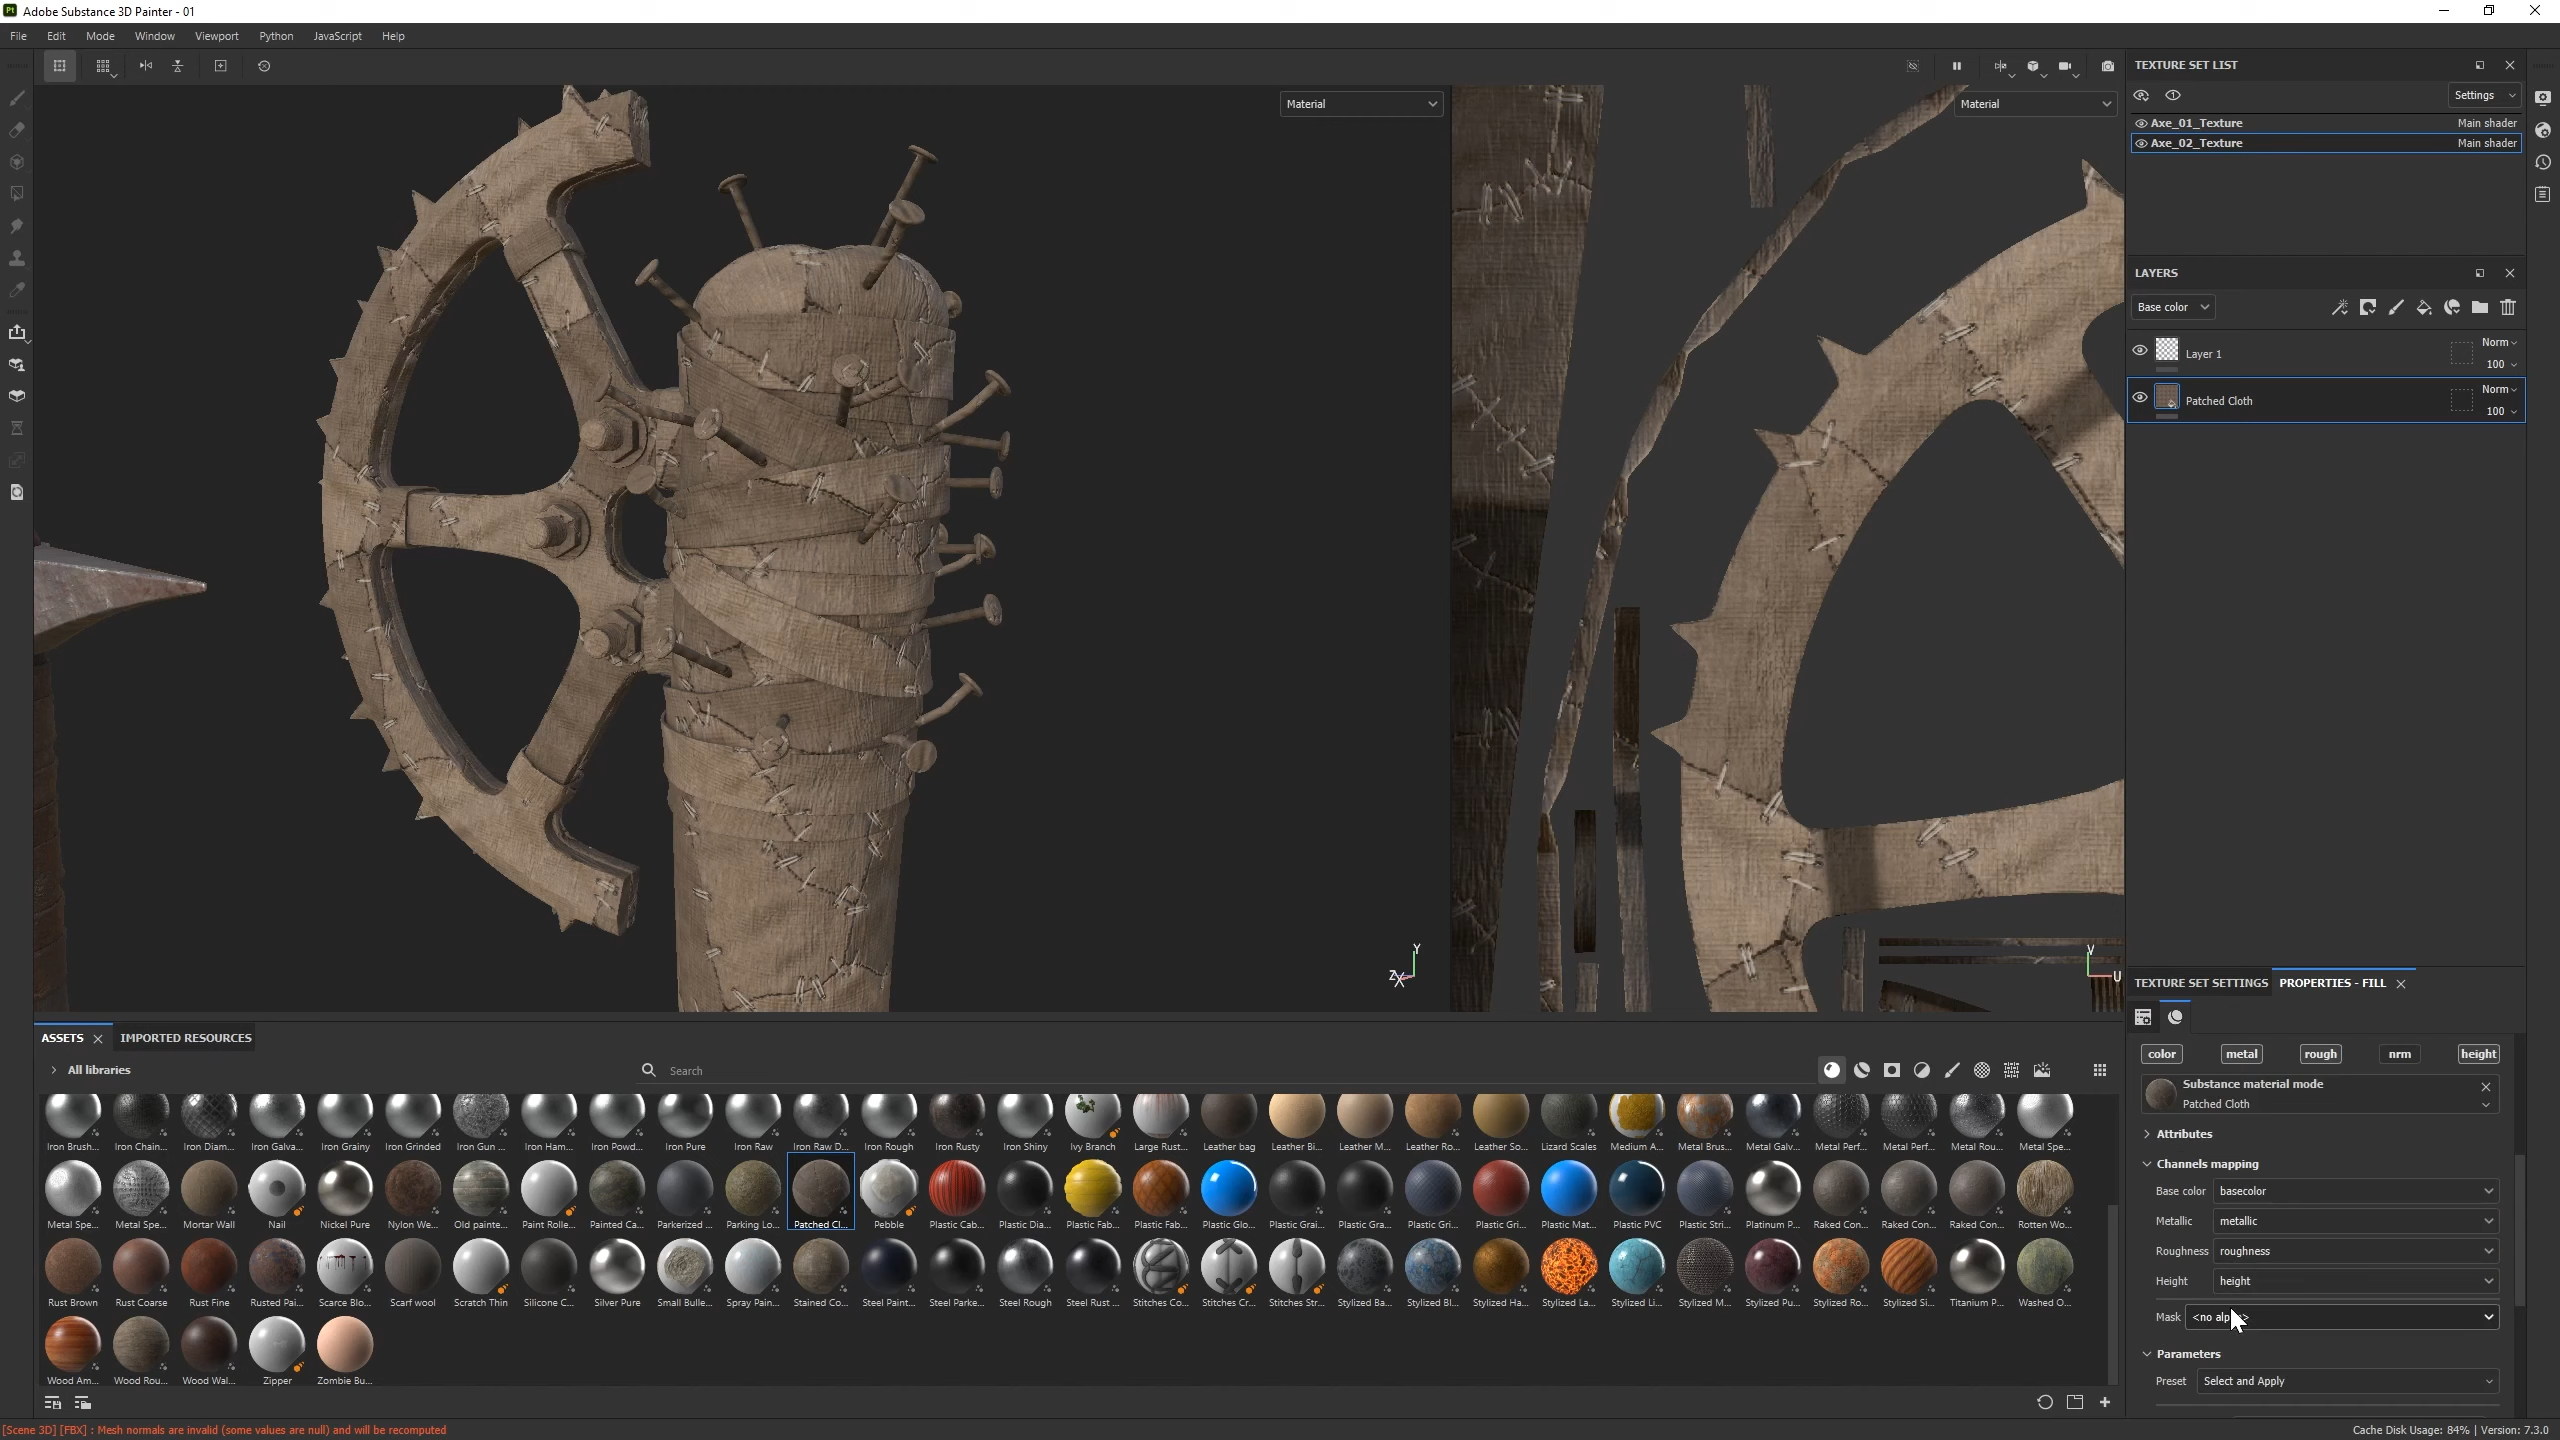 Adobe Substance 3D Painter - 01
File Edit Mode Window Viewport Python JavaScript Help
Material
Material
TEXTURE SET LIST
Settings
Axe_01_Texture Main shader
Axe_02_Texture Main shader
LAYERS
Base color
Layer 1 Norm 100
Patched Cloth Norm 100
Y
Z
X
V
U
TEXTURE SET SETTINGS PROPERTIES - FILL
color metal rough nrm height
Substance material mode
Patched Cloth
Attributes
Channels mapping
Base color basecolor
Metallic metallic
Roughness roughness
Height height
Mask <no alp
Parameters
Preset Select and Apply
ASSETS IMPORTED RESOURCES
All libraries
Search
Iron Brush... Iron Chain... Iron Diam... Iron Galva... Iron Grainy Iron Grinded Iron Gun ... Iron Ham... Iron Powd... Iron Pure Iron Raw Iron Raw D... Iron Rough Iron Rusty Iron Shiny Ivy Branch Large Rust... Leather bag Leather Bi... Leather M... Leather Ro... Leather So... Lizard Scales Medium A... Metal Brus... Metal Galv... Metal Perf... Metal Perf... Metal Rou... Metal Spe...
Metal Spe... Metal Spe... Mortar Wall Nail Nickel Pure Nylon We... Old painte... Paint Rolle... Painted Ca... Parkerized ... Parking Lo... Patched Cl... Pebble Plastic Cab... Plastic Dia... Plastic Fab... Plastic Fab... Plastic Glo... Plastic Grai... Plastic Gra... Plastic Gri... Plastic Gri... Plastic Mat... Plastic PVC Plastic Stri... Platinum P... Raked Con... Raked Con... Raked Con... Rotten Wo...
Rust Brown Rust Coarse Rust Fine Rusted Pai... Scarce Blo... Scarf wool Scratch Thin Silicone C... Silver Pure Small Bulle... Spray Pain... Stained Co... Steel Paint... Steel Parke... Steel Rough Steel Rust ... Stitches Co... Stitches Cr... Stitches Str... Stylized Ba... Stylized Bl... Stylized Ha... Stylized La... Stylized Li... Stylized M... Stylized Pu... Stylized Ro... Stylized Si... Titanium P... Washed O...
Wood Am... Wood Rou... Wood Wal... Zipper Zombie Bu...
[Scene 3D] [FBX] : Mesh normals are invalid (some values are null) and will be recomputed
Cache Disk Usage: 84% | Version: 7.3.0